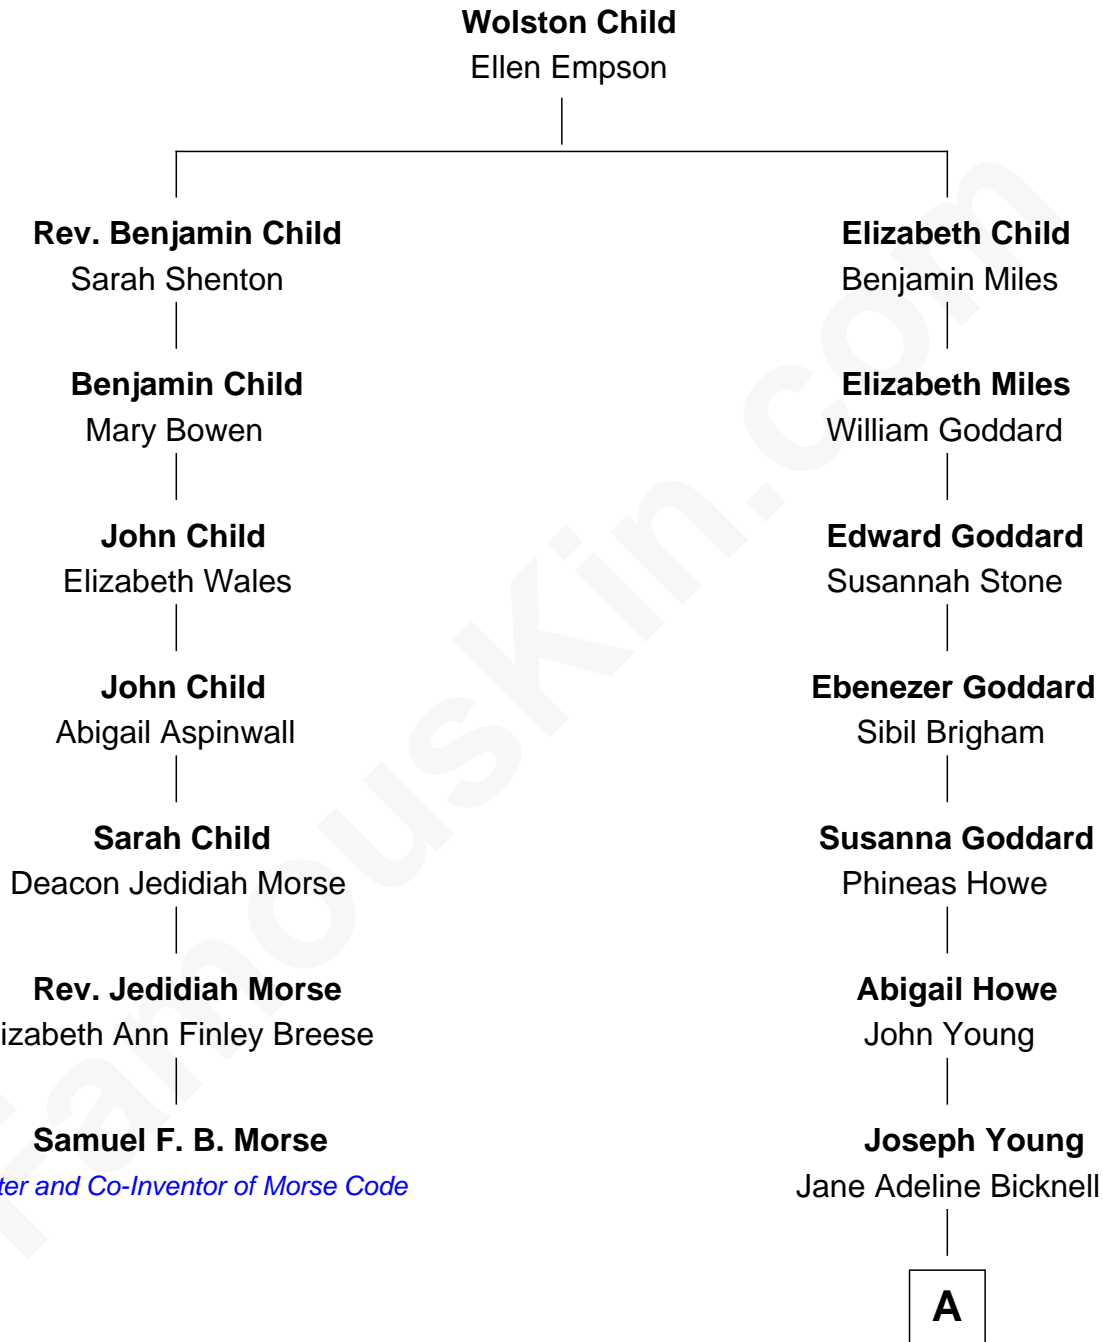 Wolston Child
Ellen Empson
Rev. Benjamin Child
Sarah Shenton
Benjamin Child
Mary Bowen
John Child
Elizabeth Wales
John Child
Abigail Aspinwall
Sarah Child
Deacon Jedidiah Morse
Rev. Jedidiah Morse
izabeth Ann Finley Breese
Samuel F. B. Morse
ter and Co-Inventor of Morse Code
Elizabeth Child
Benjamin Miles
Elizabeth Miles
William Goddard
Edward Goddard
Susannah Stone
Ebenezer Goddard
Sibil Brigham
Susanna Goddard
Phineas Howe
Abigail Howe
John Young
Joseph Young
Jane Adeline Bicknell
A
FamousKin.com